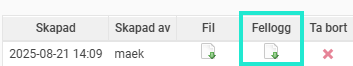 Skapad Skapad av Fil Fellogg Ta bort
2025-08-21 14:09 maek